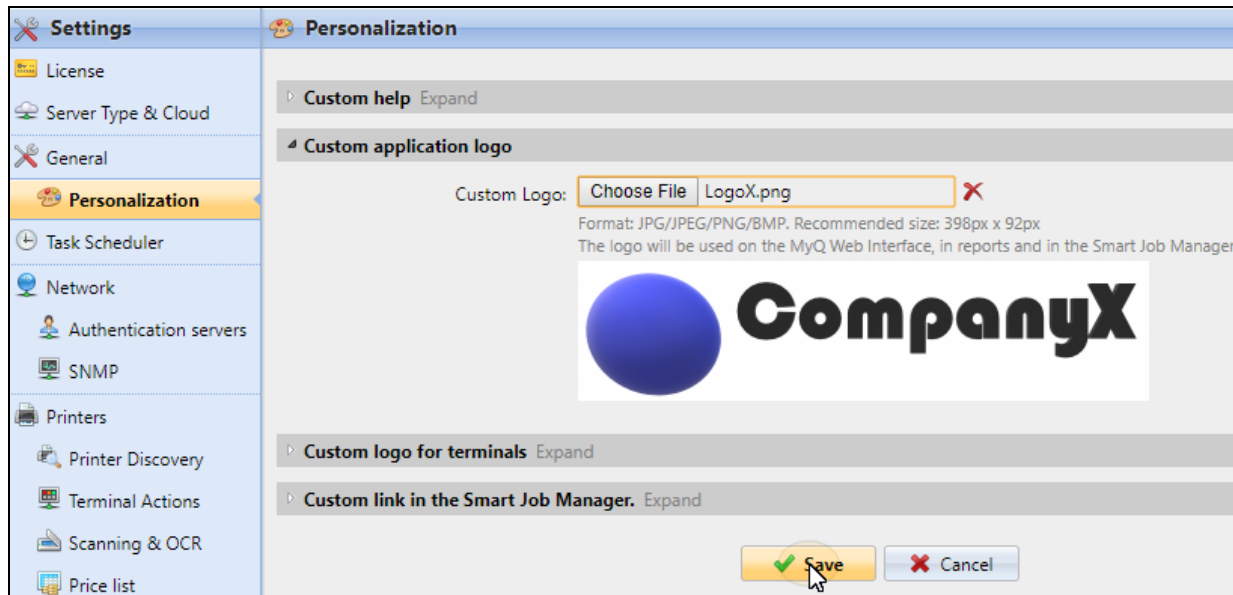 Settings
License
Server Type & Cloud
General
Personalization
Task Scheduler
Network
Authentication servers
SNMP
Printers
Printer Discovery
Terminal Actions
Scanning & OCR
Price list
Personalization
Custom help Expand
Custom application logo
Custom Logo: Choose File LogoX.png
Format: JPG/JPEG/PNG/BMP. Recommended size: 398px x 92px
The logo will be used on the MyQ Web Interface, in reports and in the Smart Job Manager
CompanyX
Custom logo for terminals Expand
Custom link in the Smart Job Manager. Expand
Save Cancel